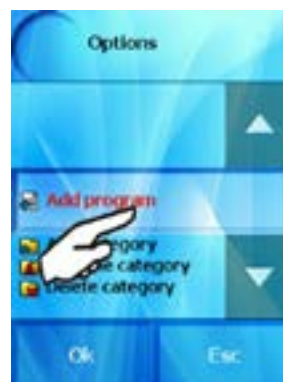 Options
Add program
category
category
Delete category
Ok
Esc